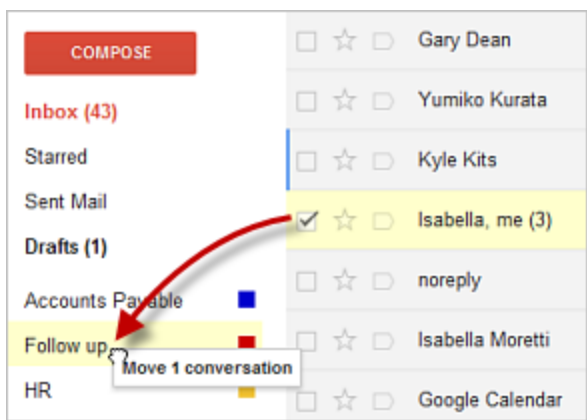 COMPOSE
Inbox (43)
Starred
Sent Mail
Drafts (1)
Accounts Payable
Follow up
Move 1 conversation
HR
Gary Dean
Yumiko Kurata
Kyle Kits
Isabella, me (3)
noreply
Isabella Moretti
Google Calendar